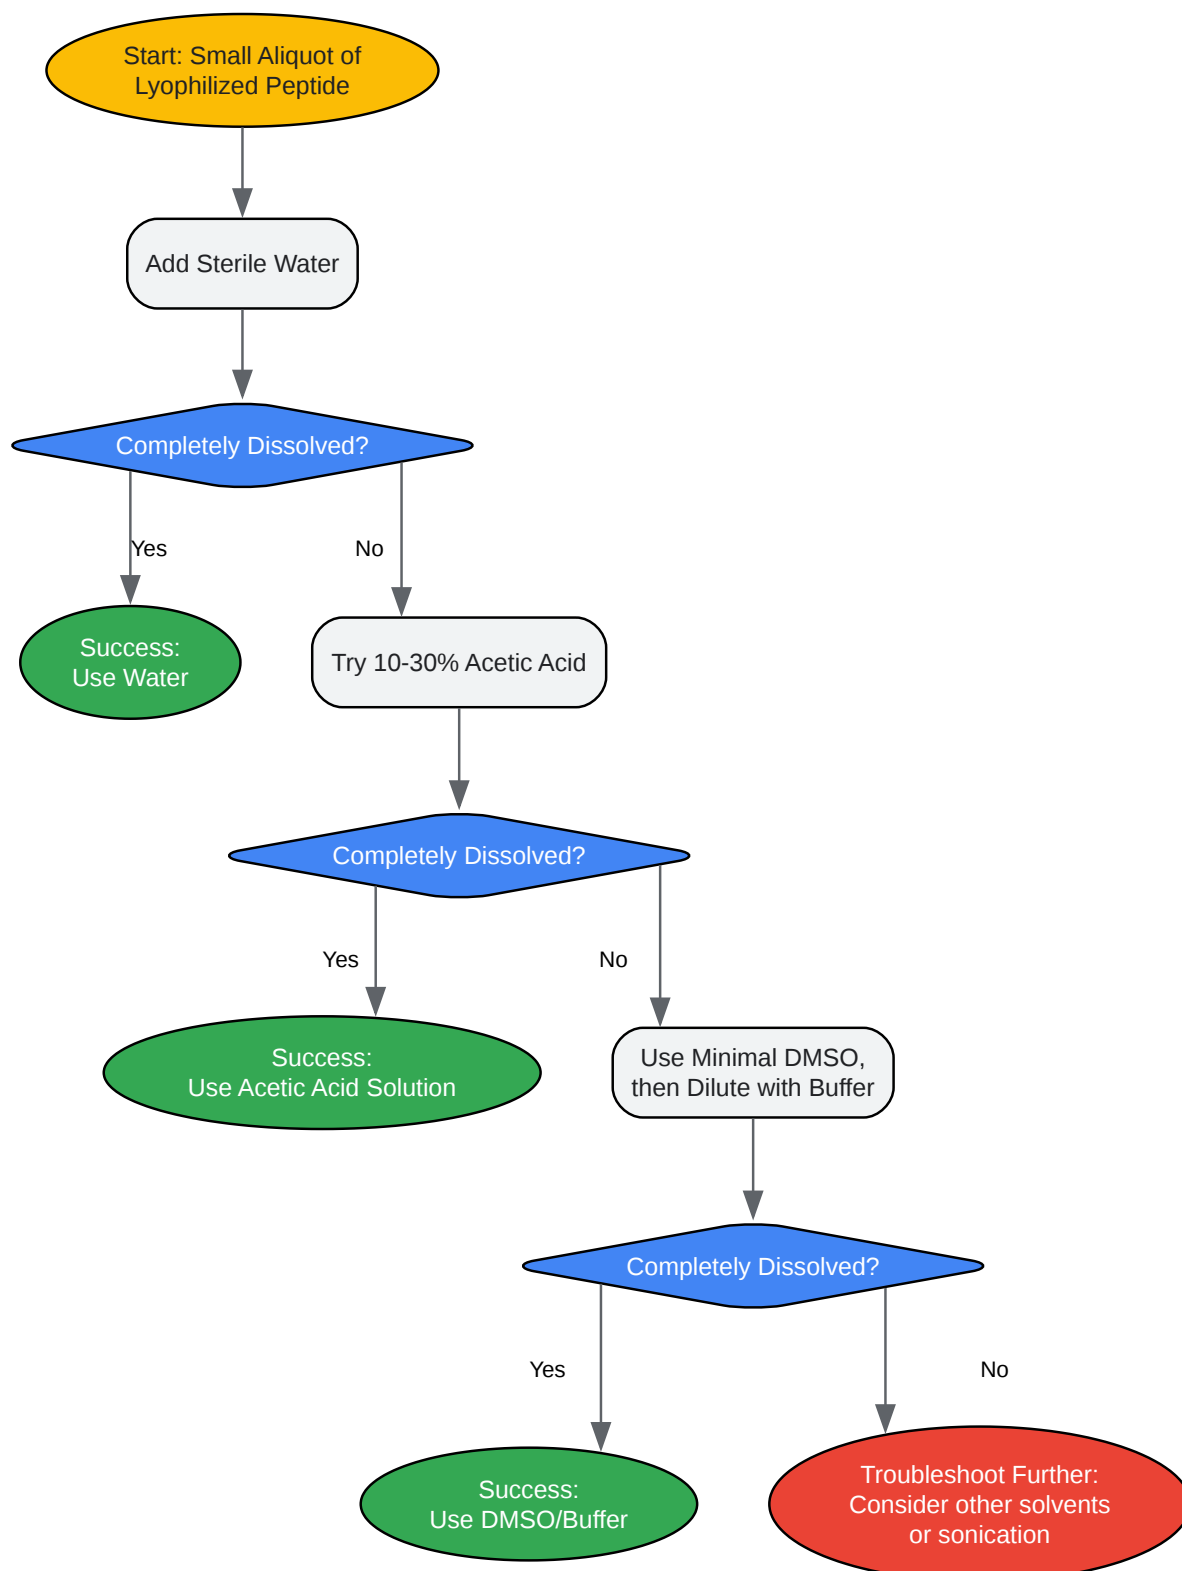 Start: Small Aliquot of
Lyophilized Peptide
Add Sterile Water
Completely Dissolved?
Yes
No
Success:
Use Water
Try 10-30% Acetic Acid
Completely Dissolved?
Yes
No
Success:
Use Acetic Acid Solution
Use Minimal DMSO,
then Dilute with Buffer
Completely Dissolved?
Yes
No
Success:
Use DMSO/Buffer
Troubleshoot Further:
Consider other solvents
or sonication